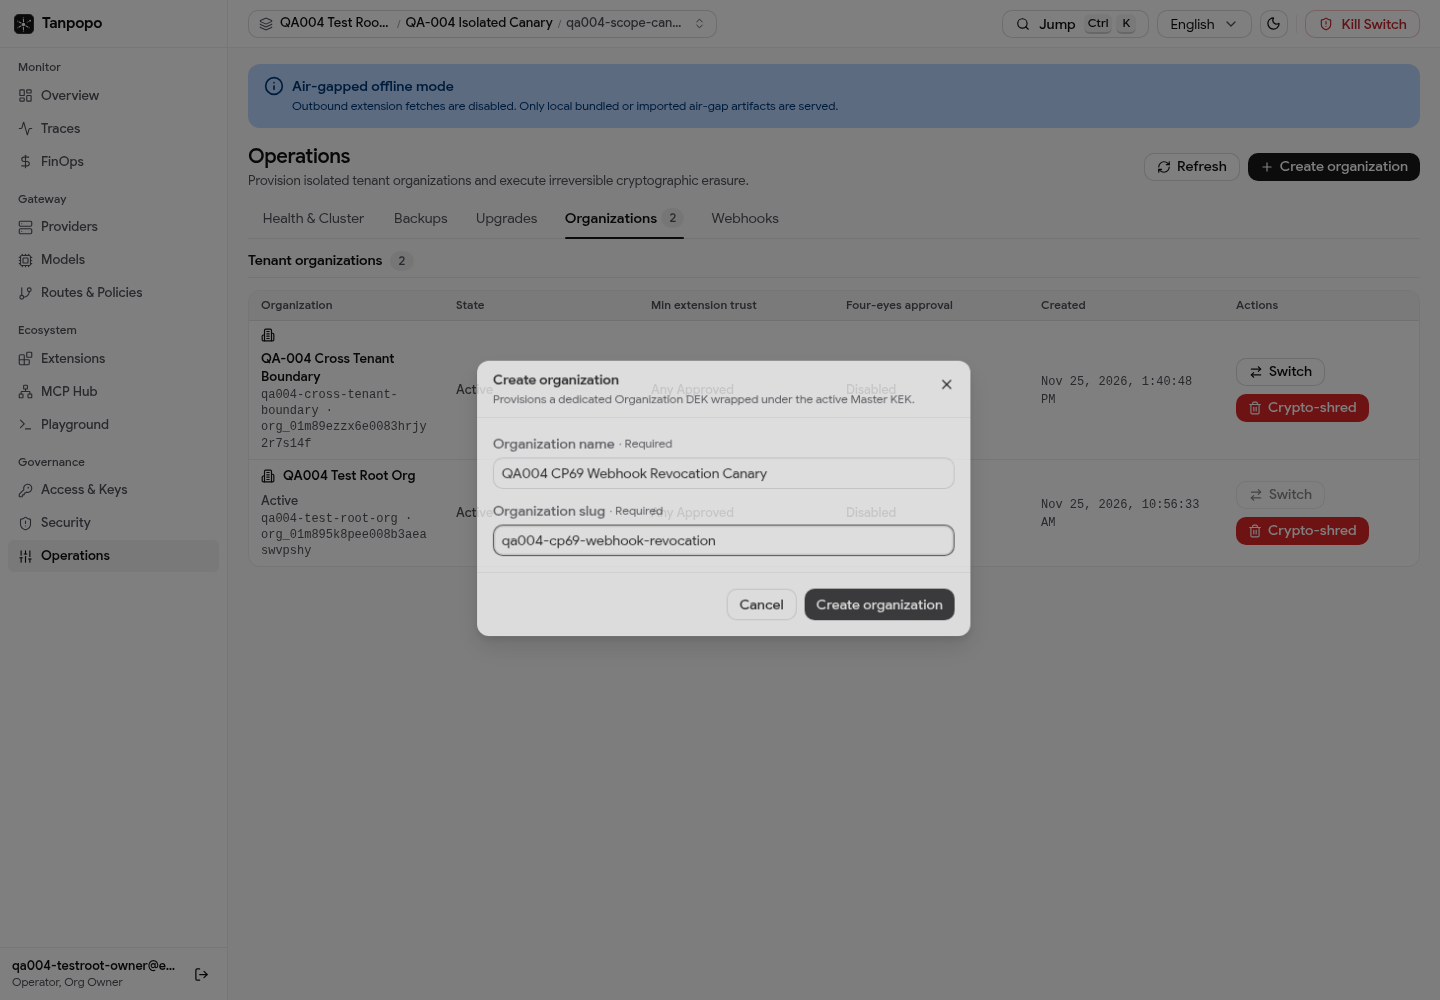 Tanpopo
QA004 Test Roo... / QA-004 Isolated Canary / qa004-scope-can...
Jump Ctrl K
English
Kill Switch
Monitor
Overview
Traces
FinOps
Gateway
Providers
Models
Routes & Policies
Ecosystem
Extensions
MCP Hub
Playground
Governance
Access & Keys
Security
Operations
qa004-testroot-owner@e...
Operator, Org Owner
Air-gapped offline mode
Outbound extension fetches are disabled. Only local bundled or imported air-gap artifacts are served.
Operations
Provision isolated tenant organizations and execute irreversible cryptographic erasure.
Refresh
Create organization
Health & Cluster Backups Upgrades Organizations 2 Webhooks
Tenant organizations 2
Organization State Min extension trust Four-eyes approval Created Actions
QA-004 Cross Tenant
Boundary
qa004-cross-tenant-
boundary ·
org_01m89ezzx6e0083hrjy
2r7s14f
Active
Any Approved
Disabled
Nov 25, 2026, 1:40:48
PM
Switch
Crypto-shred
QA004 Test Root Org
Active
qa004-test-root-org ·
org_01m895k8pee008b3aea
swvpshy
Active
Any Approved
Disabled
Nov 25, 2026, 10:56:33
AM
Switch
Crypto-shred
Create organization
Provisions a dedicated Organization DEK wrapped under the active Master KEK.
Organization name · Required
QA004 CP69 Webhook Revocation Canary
Organization slug · Required
qa004-cp69-webhook-revocation
Cancel
Create organization